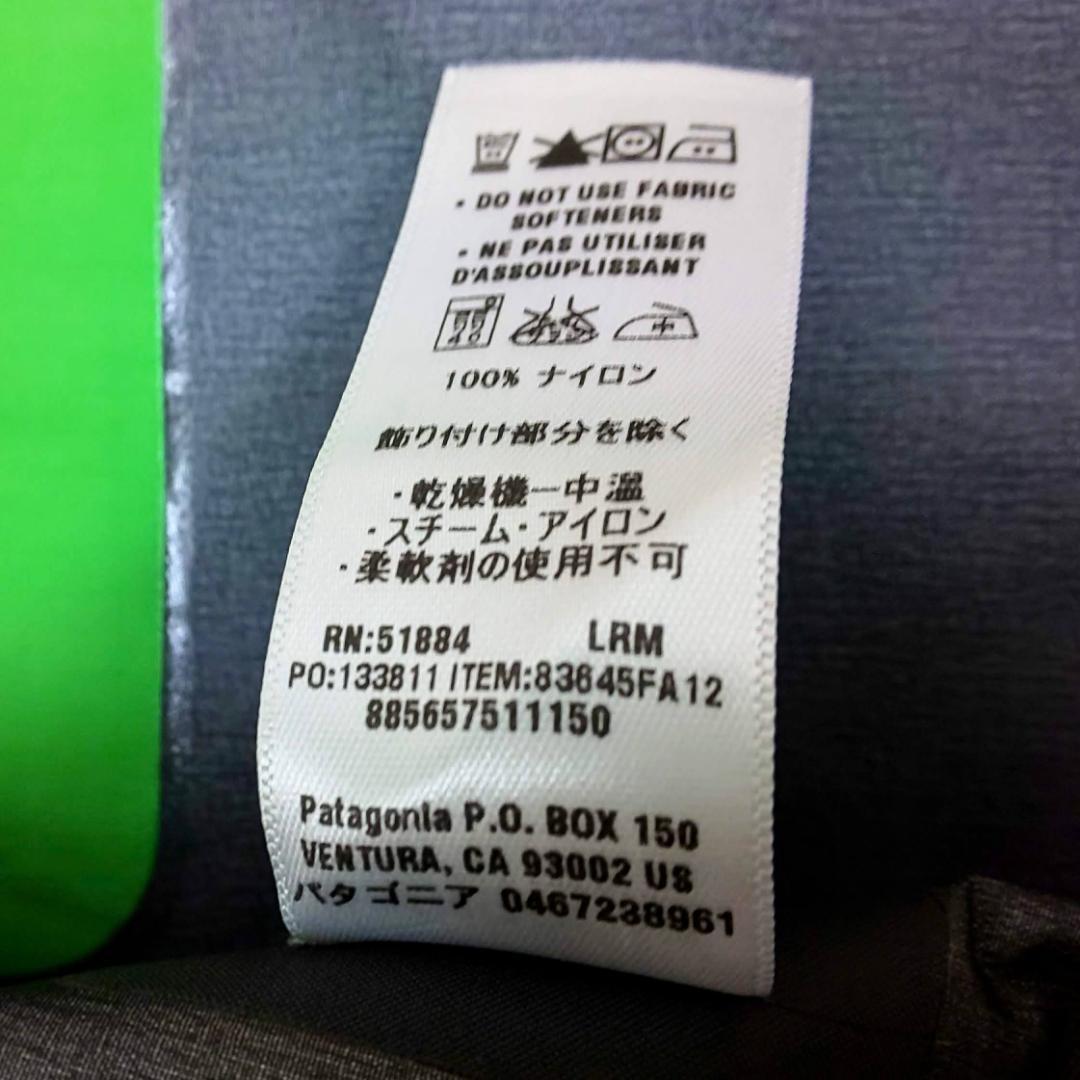 • DO NOT USE FABRIC
SOFTENERS
• NE PAS UTILISER
D'ASSOUPLISSANT
100% ナイロン
飾り付け部分を除く
・乾燥機ー中温
・スチーム・アイロン
・柔軟剤の使用不可
RN:51884 LRM
PO:133811 ITEM:83645FA12
885657511150
Patagonia P.O. BOX 150
VENTURA, CA 93002 US
パタゴニア 0467238961